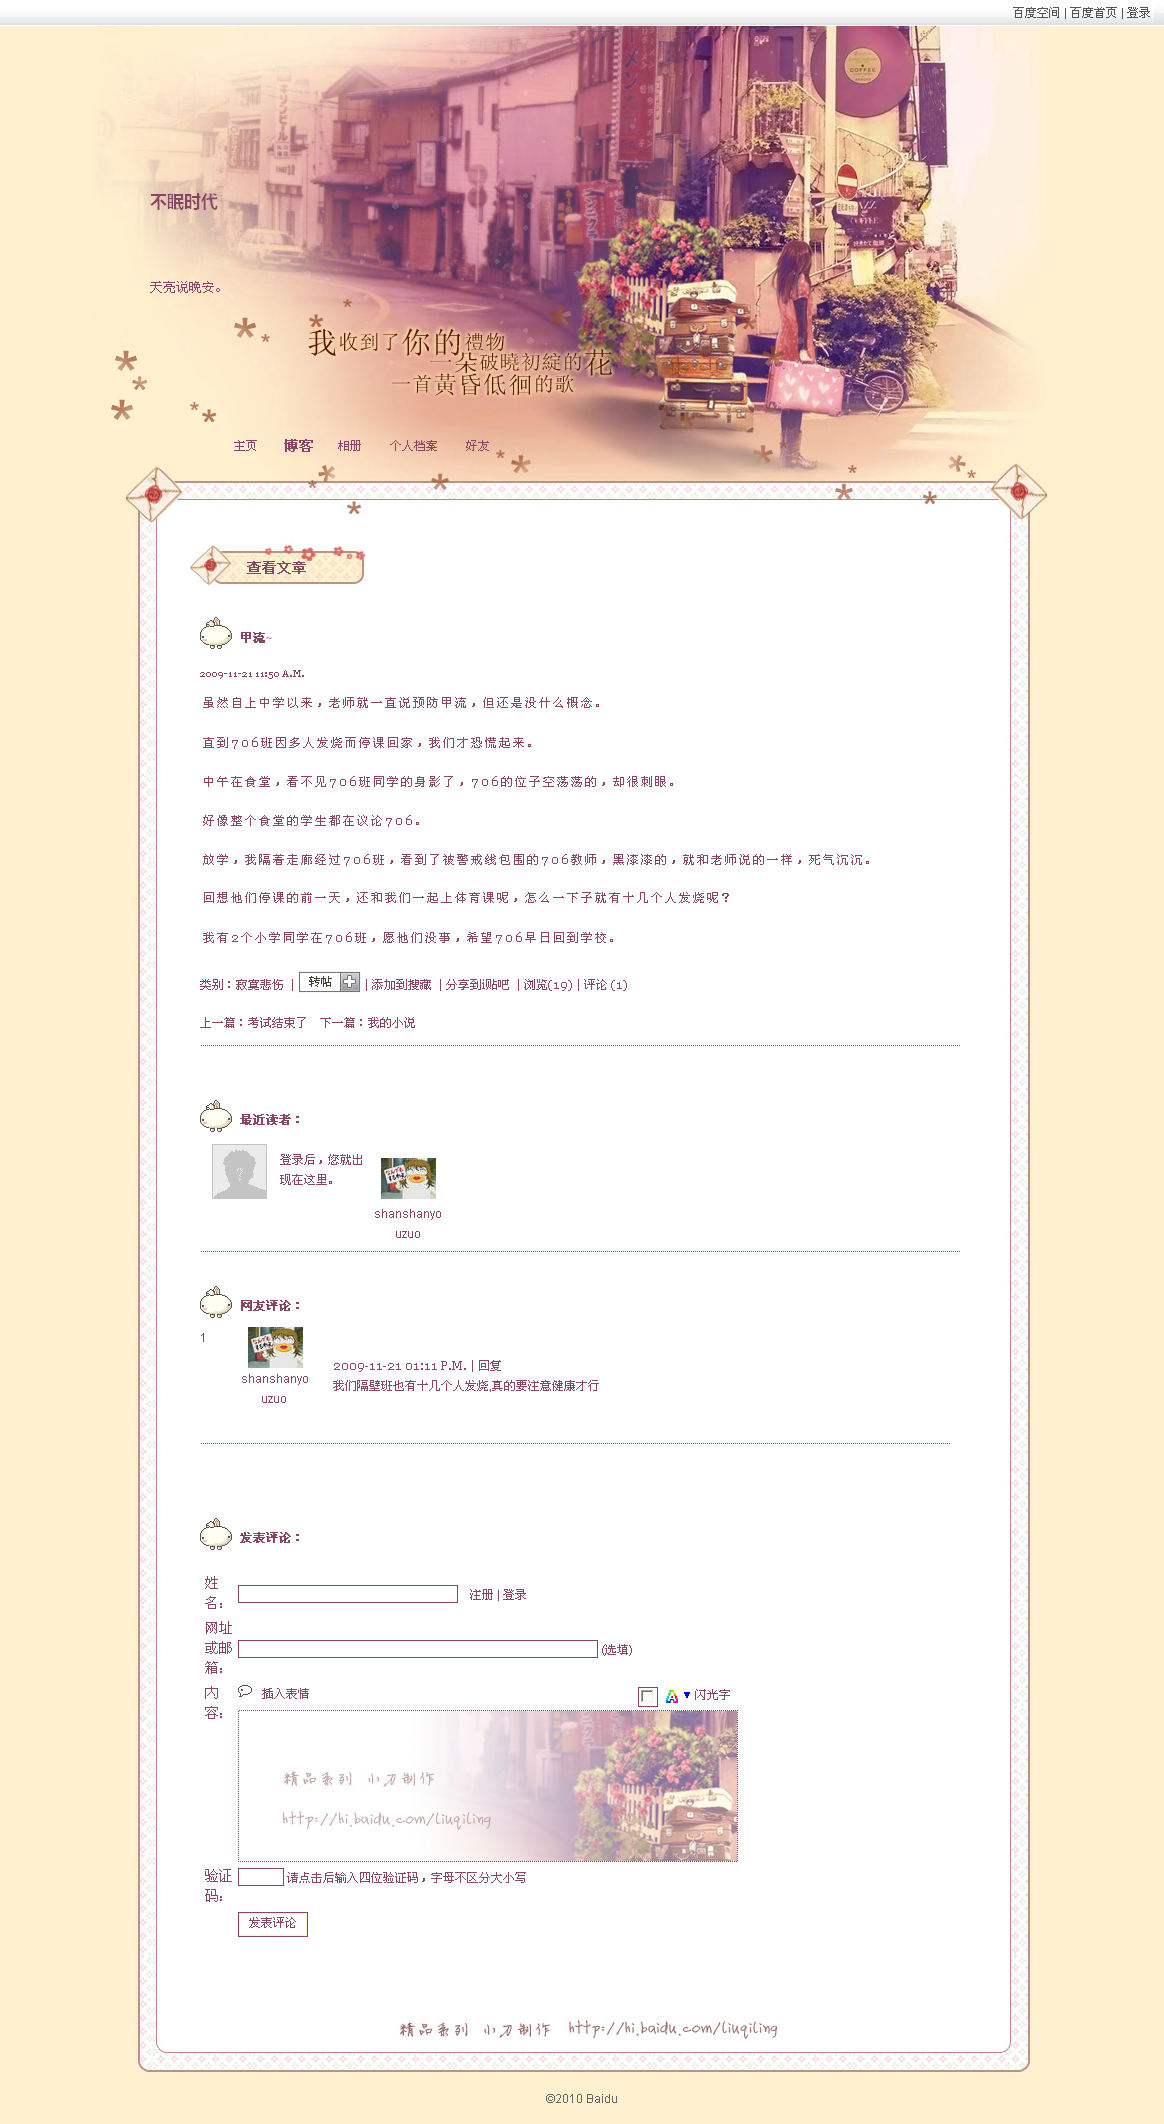 百度空间 | 百度首页 | 登录
COFFEE
不眠时代
天亮说晚安。
我收到了你的禮物
一朵破曉初綻的花
一首黃昏低徊的歌
主页 博客 相册 个人档案 好友
查看文章
甲流~
2009-11-21 11:50 A.M.
虽然自上中学以来，老师就一直说预防甲流，但还是没什么概念。
直到706班因多人发烧而停课回家，我们才恐慌起来。
中午在食堂，看不见706班同学的身影了，706的位子空荡荡的，却很刺眼。
好像整个食堂的学生都在议论706。
放学，我隔着走廊经过706班，看到了被警戒线包围的706教师，黑漆漆的，就和老师说的一样，死气沉沉。
回想他们停课的前一天，还和我们一起上体育课呢，怎么一下子就有十几个人发烧呢？
我有2个小学同学在706班，愿他们没事，希望706早日回到学校。
类别：寂寞悲伤 | 转帖 | 添加到搜藏 | 分享到i贴吧 | 浏览(19) | 评论 (1)
上一篇：考试结束了 下一篇：我的小说
最近读者：
登录后，您就出
现在这里。
shanshanyo
uzuo
网友评论：
1
shanshanyo
uzuo
2009-11-21 01:11 P.M. | 回复
我们隔壁班也有十几个人发烧,真的要注意健康才行
发表评论：
姓
名：
注册 | 登录
网址
或邮
箱：
(选填)
内
容：
插入表情
闪光字
精品系列 小刀制作
http://hi.baidu.com/liuqiling
验证
码：
请点击后输入四位验证码，字母不区分大小写
发表评论
精品系列 小刀制作 http://hi.baidu.com/liuqiling
©2010 Baidu